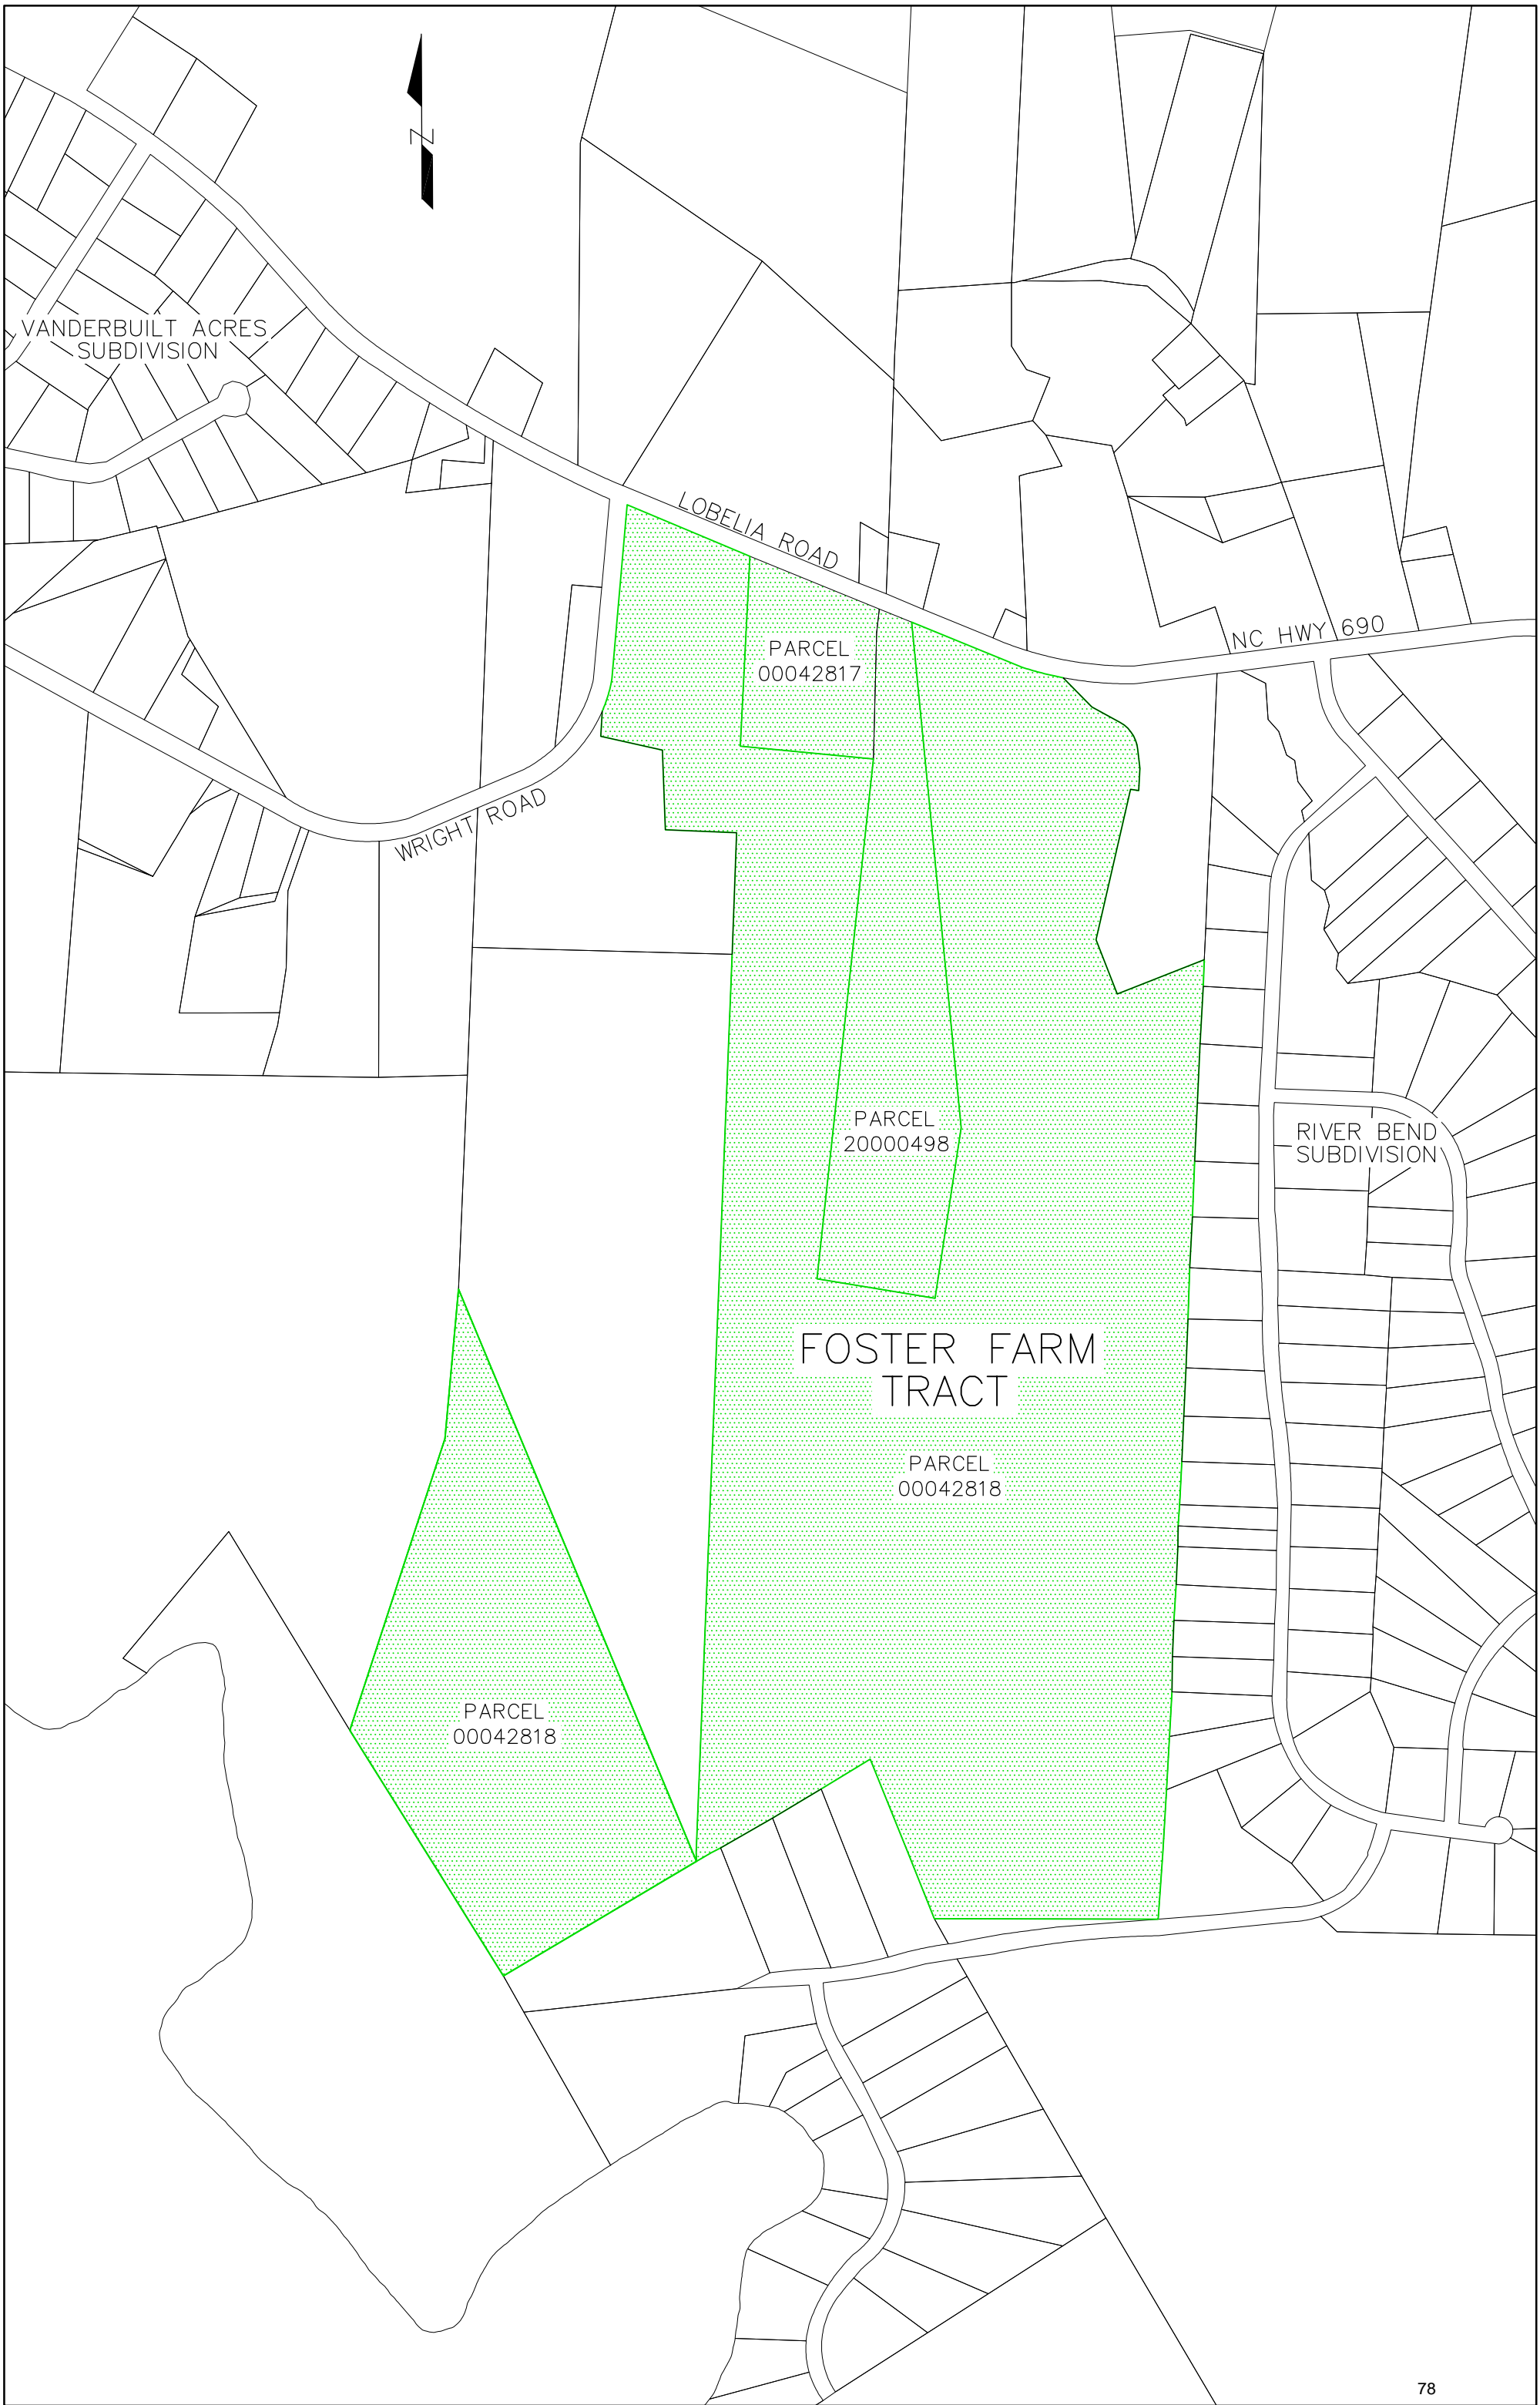 N
VANDERBUILT ACRES
SUBDIVISION
LOBELIA ROAD
NC HWY 690
PARCEL
00042817
WRIGHT ROAD
PARCEL
20000498
RIVER BEND
SUBDIVISION
FOSTER FARM
TRACT
PARCEL
00042818
PARCEL
00042818
78